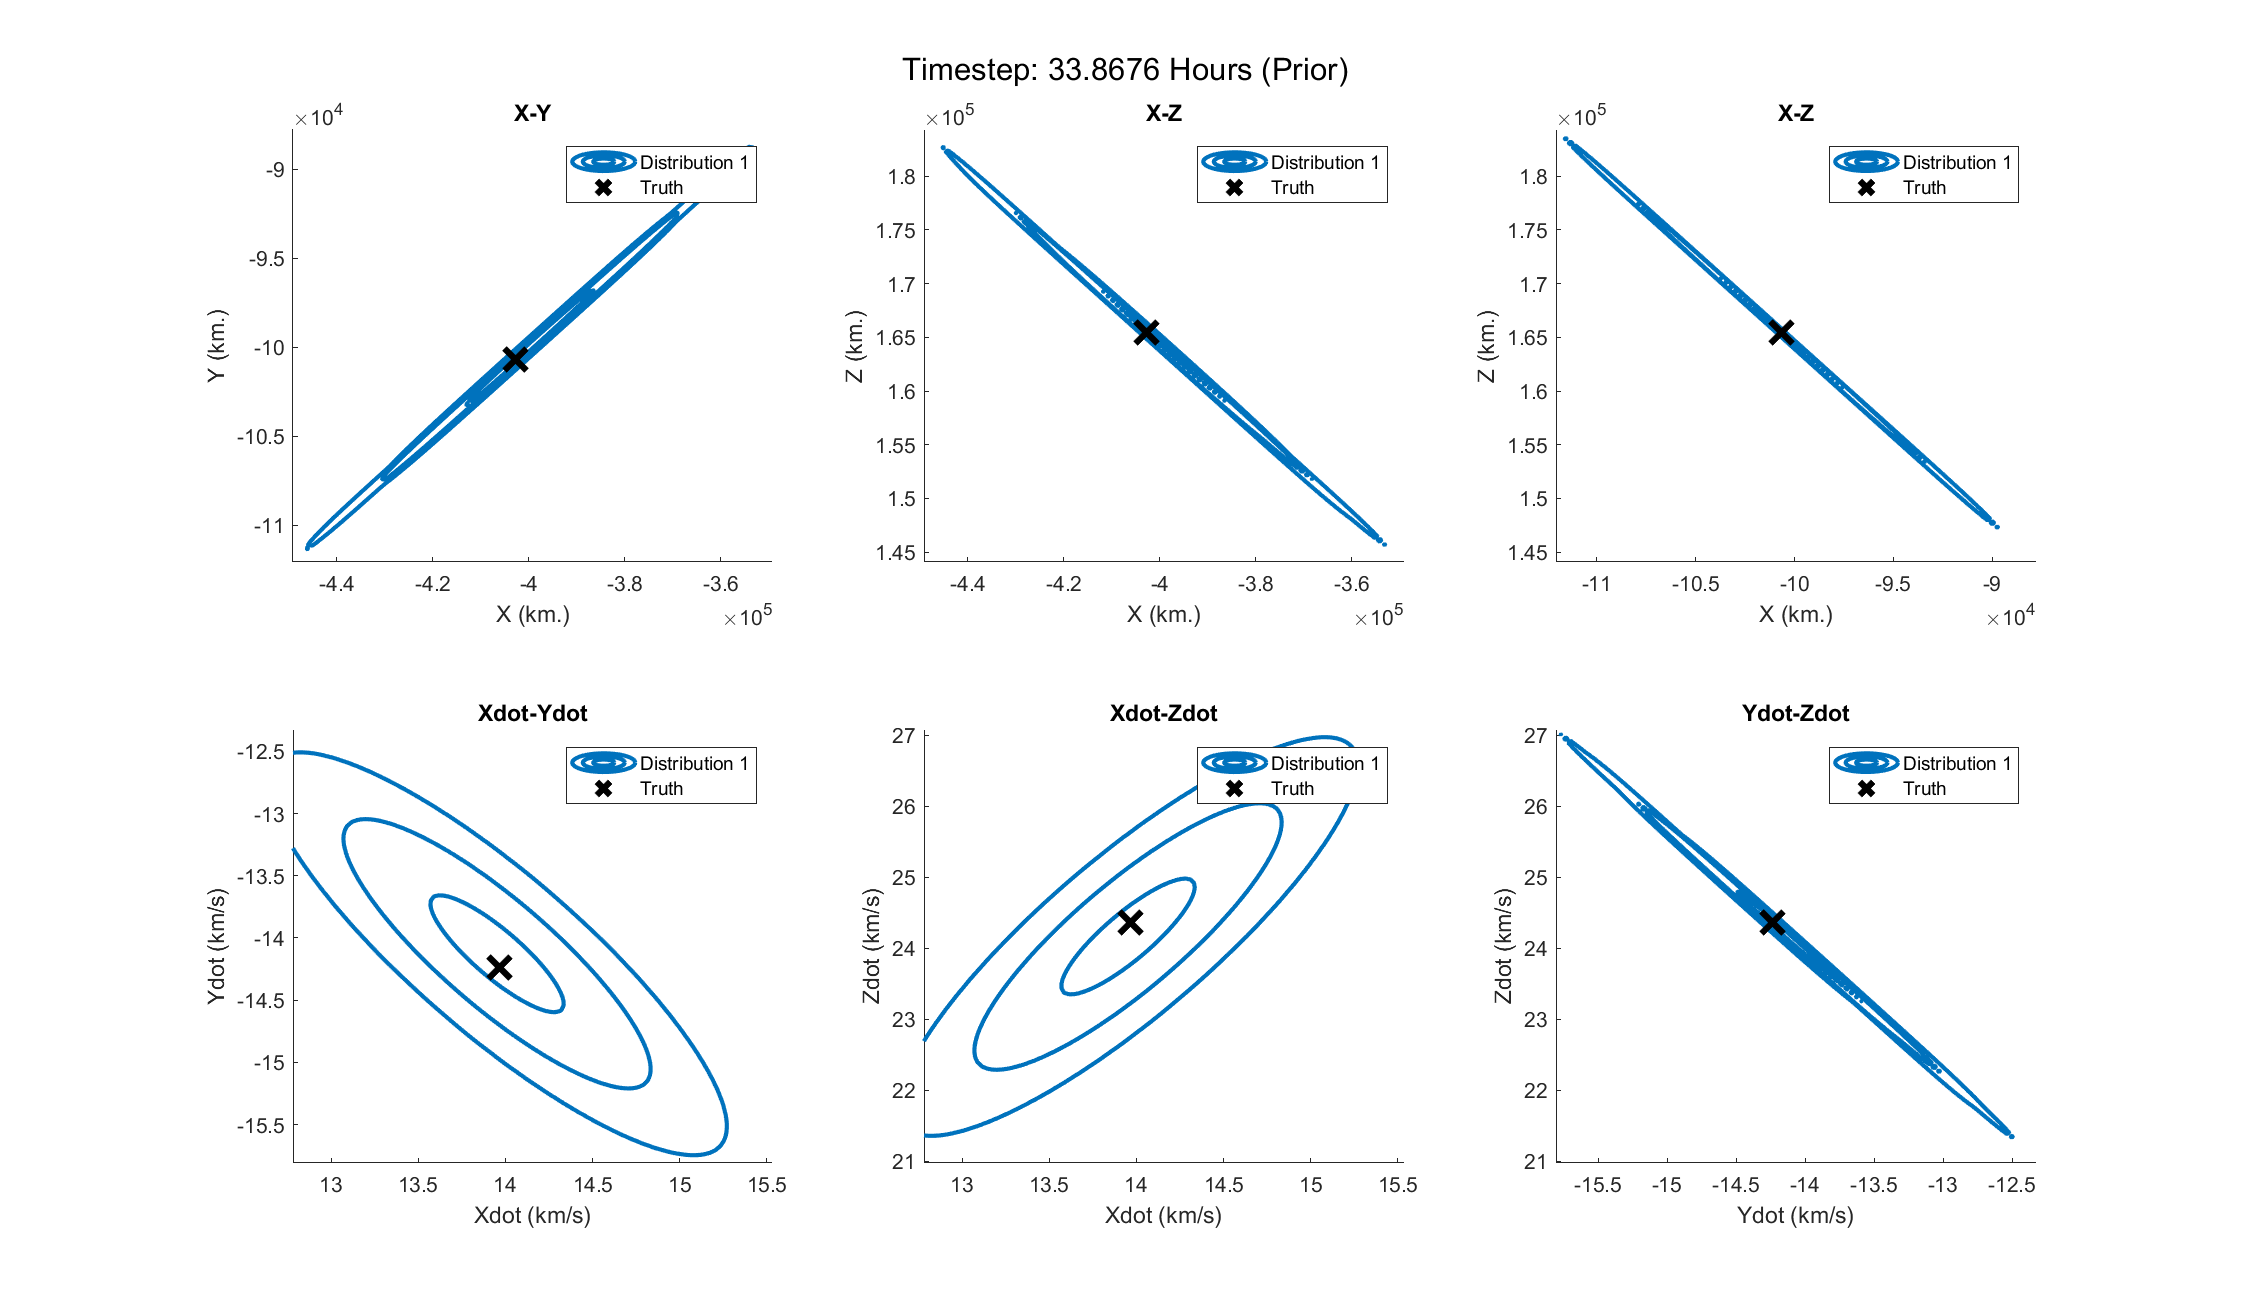 Timestep: 33.8676 Hours (Prior)
X-Y
×10^4
Distribution 1
Truth
-9
-9.5
-10
-10.5
-11
Y (km.)
-4.4 -4.2 -4 -3.8 -3.6
X (km.)
×10^5
X-Z
×10^5
Distribution 1
Truth
1.8
1.75
1.7
1.65
1.6
1.55
1.5
1.45
Z (km.)
-4.4 -4.2 -4 -3.8 -3.6
X (km.)
×10^5
X-Z
×10^5
Distribution 1
Truth
1.8
1.75
1.7
1.65
1.6
1.55
1.5
1.45
Z (km.)
-11 -10.5 -10 -9.5 -9
X (km.)
×10^4
Xdot-Ydot
Distribution 1
Truth
-12.5
-13
-13.5
-14
-14.5
-15
-15.5
Ydot (km/s)
13 13.5 14 14.5 15 15.5
Xdot (km/s)
Xdot-Zdot
Distribution 1
Truth
27
26
25
24
23
22
21
Zdot (km/s)
13 13.5 14 14.5 15 15.5
Xdot (km/s)
Ydot-Zdot
Distribution 1
Truth
27
26
25
24
23
22
21
Zdot (km/s)
-15.5 -15 -14.5 -14 -13.5 -13 -12.5
Ydot (km/s)